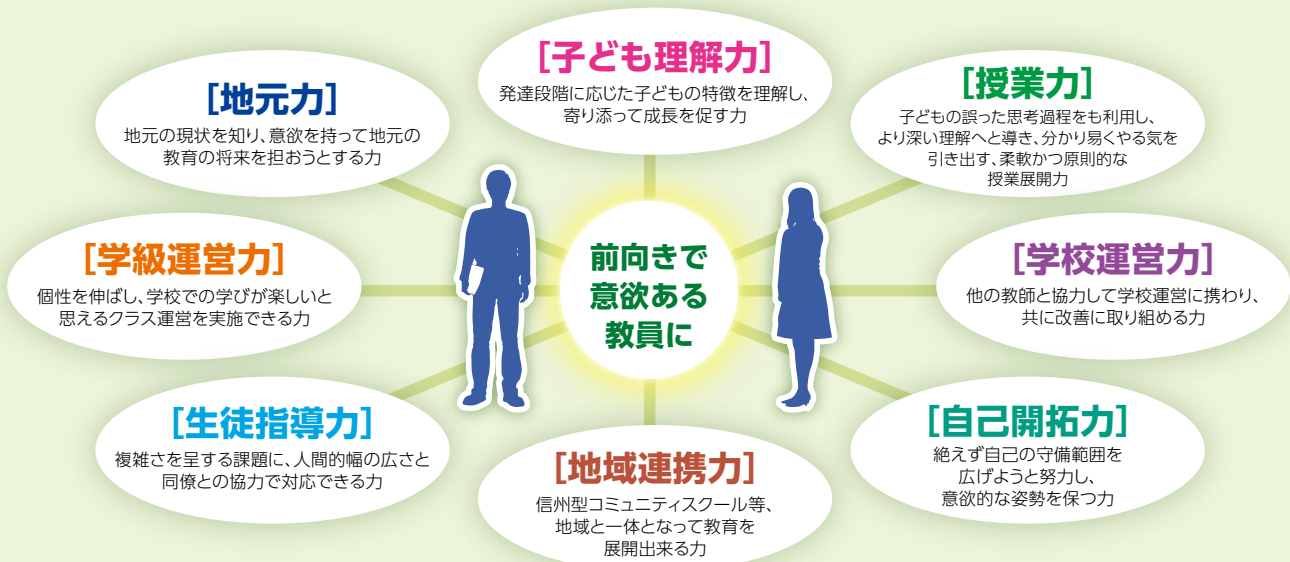 [子ども理解力]
発達段階に応じた子どもの特徴を理解し、
寄り添って成長を促す力
[地元力]
地元の現状を知り、意欲を持って地元の
教育の将来を担おうとする力
[授業力]
子どもの誤った思考過程をも利用し、
より深い理解へと導き、分かり易くやる気を
引き出す、柔軟かつ原則的な
授業展開力
[学級運営力]
個性を伸ばし、学校での学びが楽しいと
思えるクラス運営を実施できる力
前向きで
意欲ある
教員に
[学校運営力]
他の教師と協力して学校運営に携わり、
共に改善に取り組める力
[生徒指導力]
複雑さを呈する課題に、人間的幅の広さと
同僚との協力で対応できる力
[地域連携力]
信州型コミュニティスクール等、
地域と一体となって教育を
展開出来る力
[自己開拓力]
絶えず自己の守備範囲を
広げようと努力し、
意欲的な姿勢を保つ力